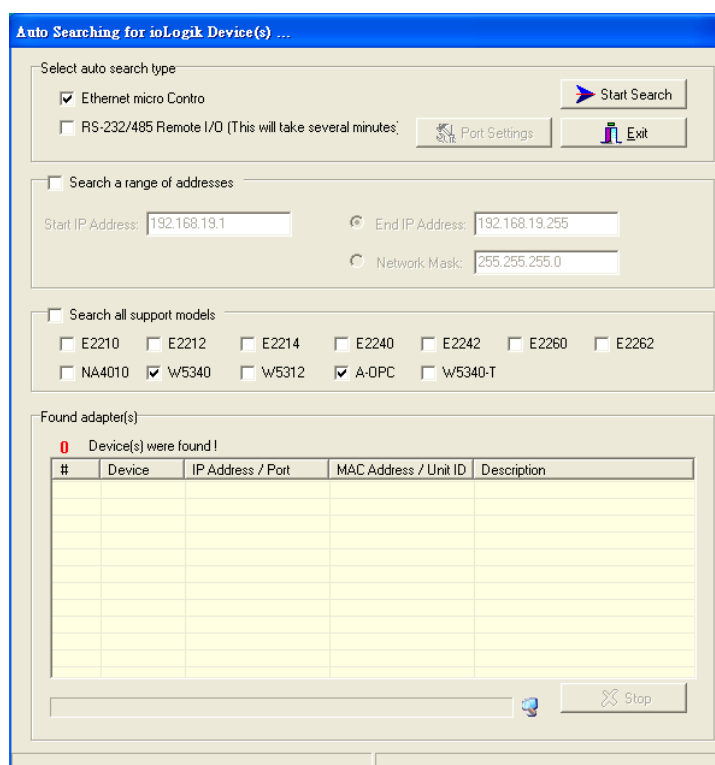 Auto Searching for ioLogik Device(s) ...
Select auto search type
Ethernet micro Contro
Start Search
RS-232/485 Remote I/O (This will take several minutes)
Port Settings
Exit
Search a range of addresses
Start IP Address: 192.168.19.1
End IP Address: 192.168.19.255
Network Mask: 255.255.255.0
Search all support models
E2210 E2212 E2214 E2240 E2242 E2260 E2262
NA4010 W5340 W5312 A-OPC W5340-T
Found adapter(s)
0 Device(s) were found !
# Device IP Address / Port MAC Address / Unit ID Description
Stop